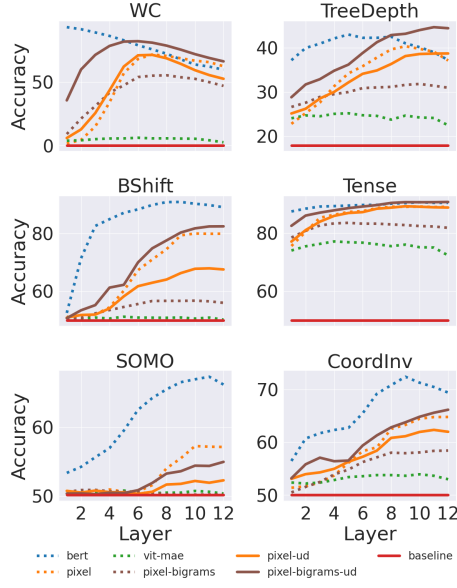 WC TreeDepth
Accuracy
50
0
40
30
20
BShift Tense
Accuracy
80
60
80
60
SOMO CoordInv
Accuracy
60
50
70
60
50
2 4 6 8 10 12 2 4 6 8 10 12
Layer Layer
bert vit-mae pixel-ud baseline
pixel pixel-bigrams pixel-bigrams-ud